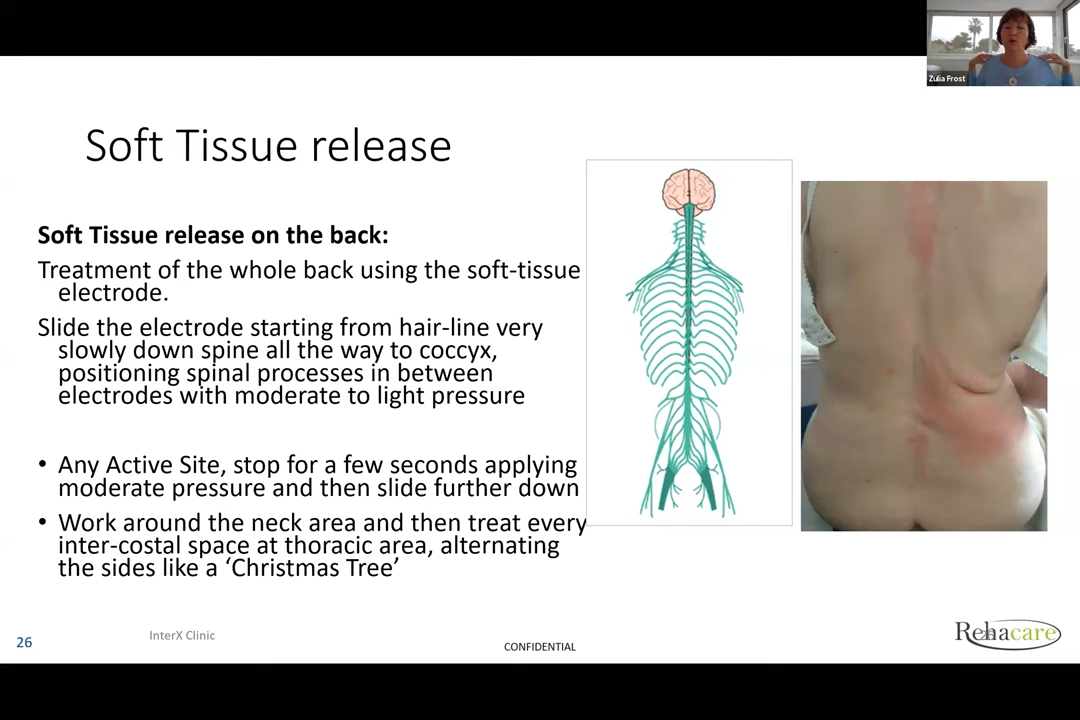 Zulia Frost
Soft Tissue release
Soft Tissue release on the back:
Treatment of the whole back using the soft-tissue
electrode.
Slide the electrode starting from hair-line very
slowly down spine all the way to coccyx,
positioning spinal processes in between
electrodes with moderate to light pressure
• Any Active Site, stop for a few seconds applying
moderate pressure and then slide further down
• Work around the neck area and then treat every
inter-costal space at thoracic area, alternating
the sides like a ‘Christmas Tree’
26
InterX Clinic
CONFIDENTIAL
Rehacare